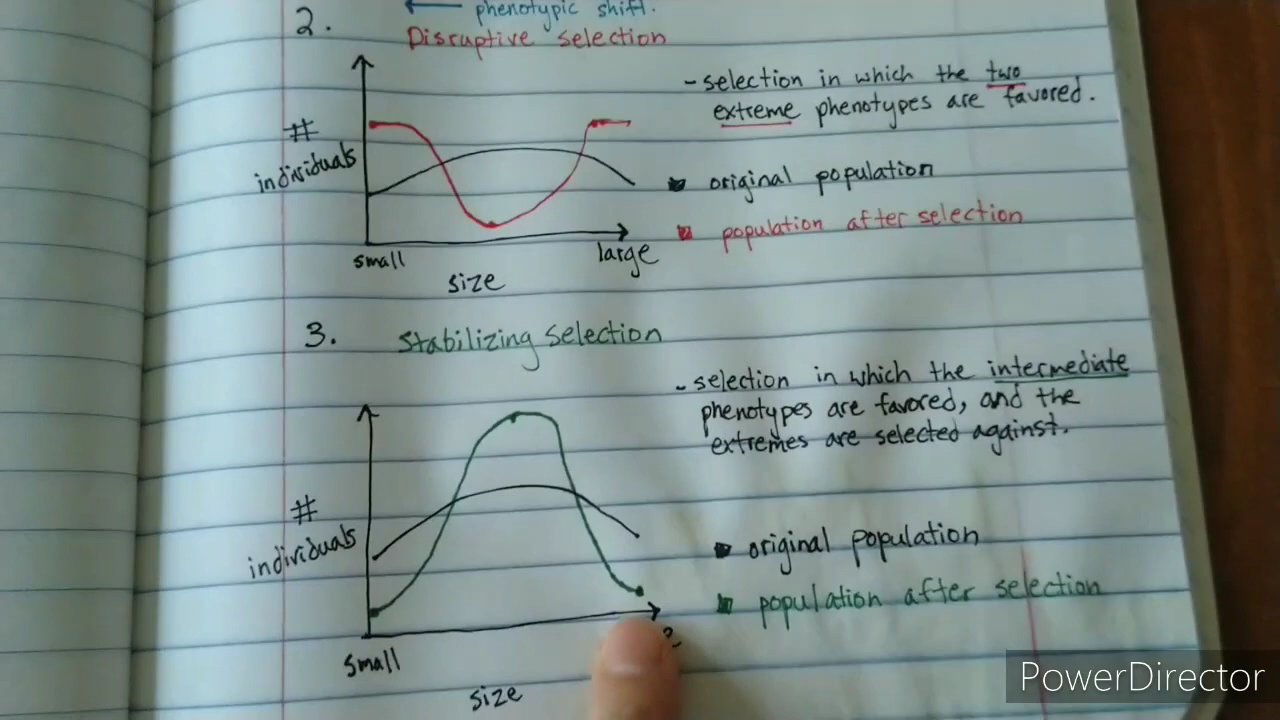 ← phenotypic shift.
2.
Disruptive selection
- selection in which the two
extreme phenotypes are favored.
#
individuals
original population
population after selection
small
large
size
3. Stabilizing Selection
- selection in which the intermediate
phenotypes are favored, and the
extremes are selected against.
#
individuals
original population
population after selection
small
size
PowerDirector